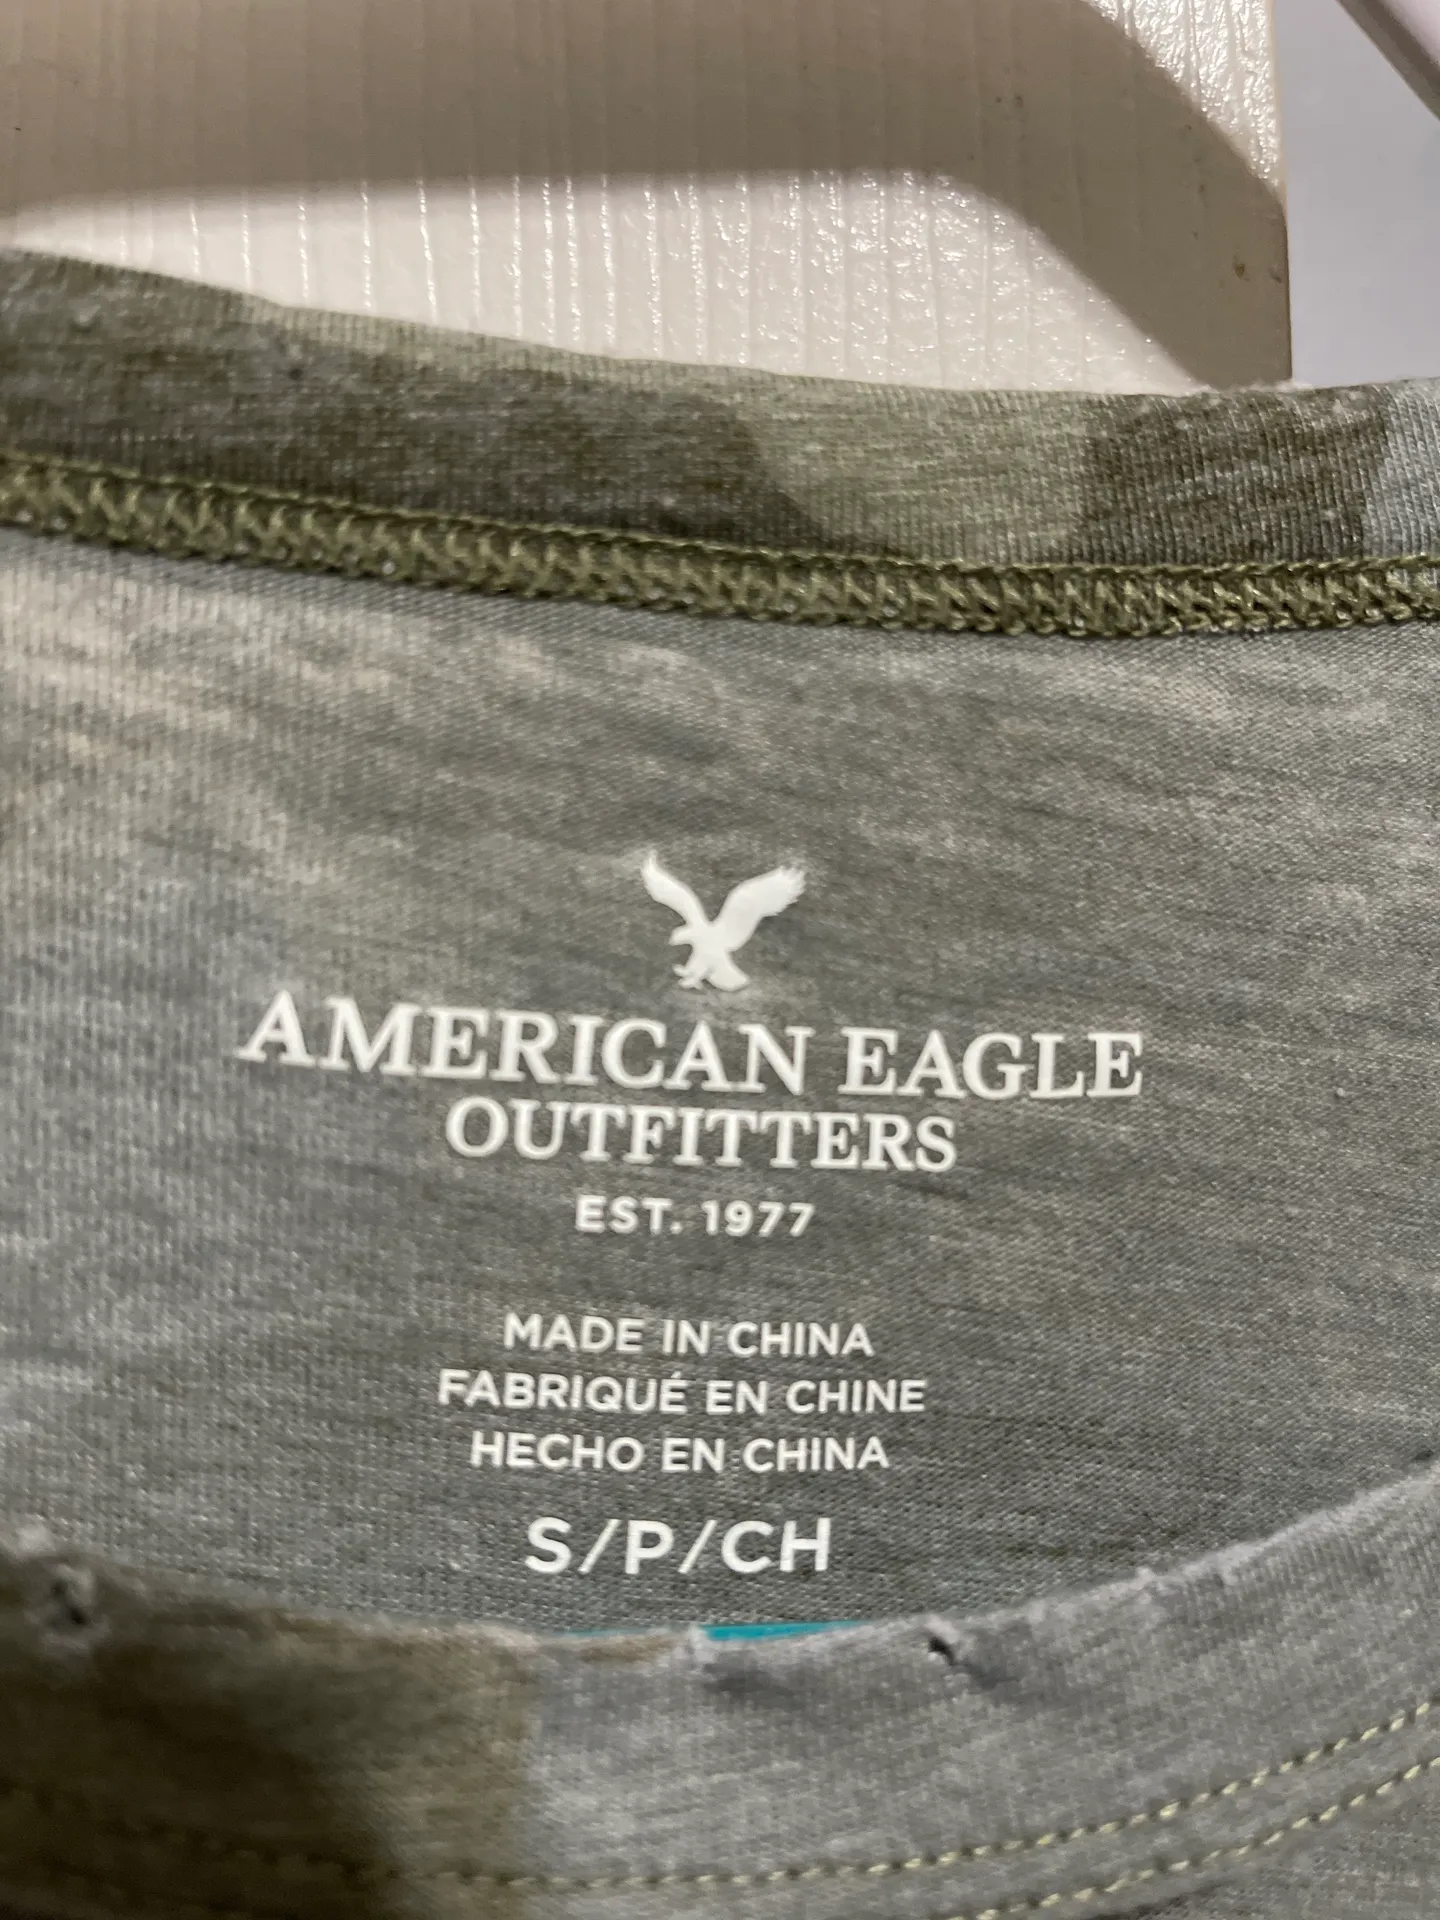 AMERICAN EAGLE
OUTFITTERS
EST. 1977
MADE IN CHINA
FABRIQUÉ EN CHINE
HECHO EN CHINA
S/P/CH